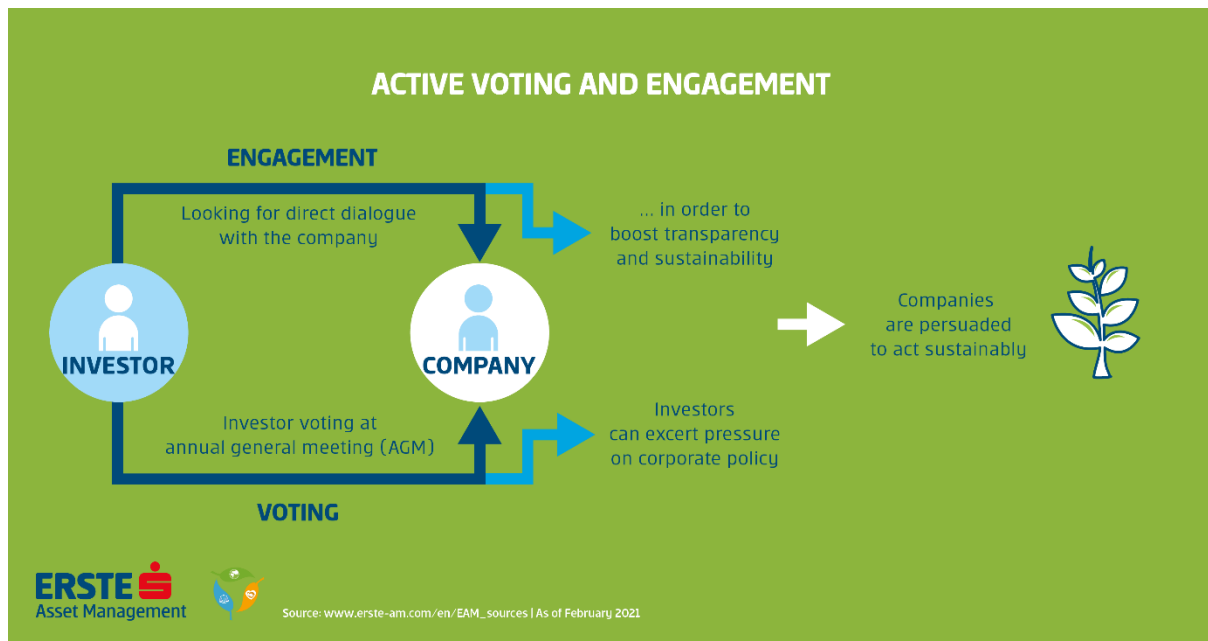 ACTIVE VOTING AND ENGAGEMENT
ENGAGEMENT
Looking for direct dialogue
with the company
... in order to
boost transparency
and sustainability
INVESTOR
COMPANY
Companies
are persuaded
to act sustainably
Investor voting at
annual general meeting (AGM)
Investors
can excert pressure
on corporate policy
VOTING
ERSTE
Asset Management
Source: www.erste-am.com/en/EAM_sources | As of February 2021